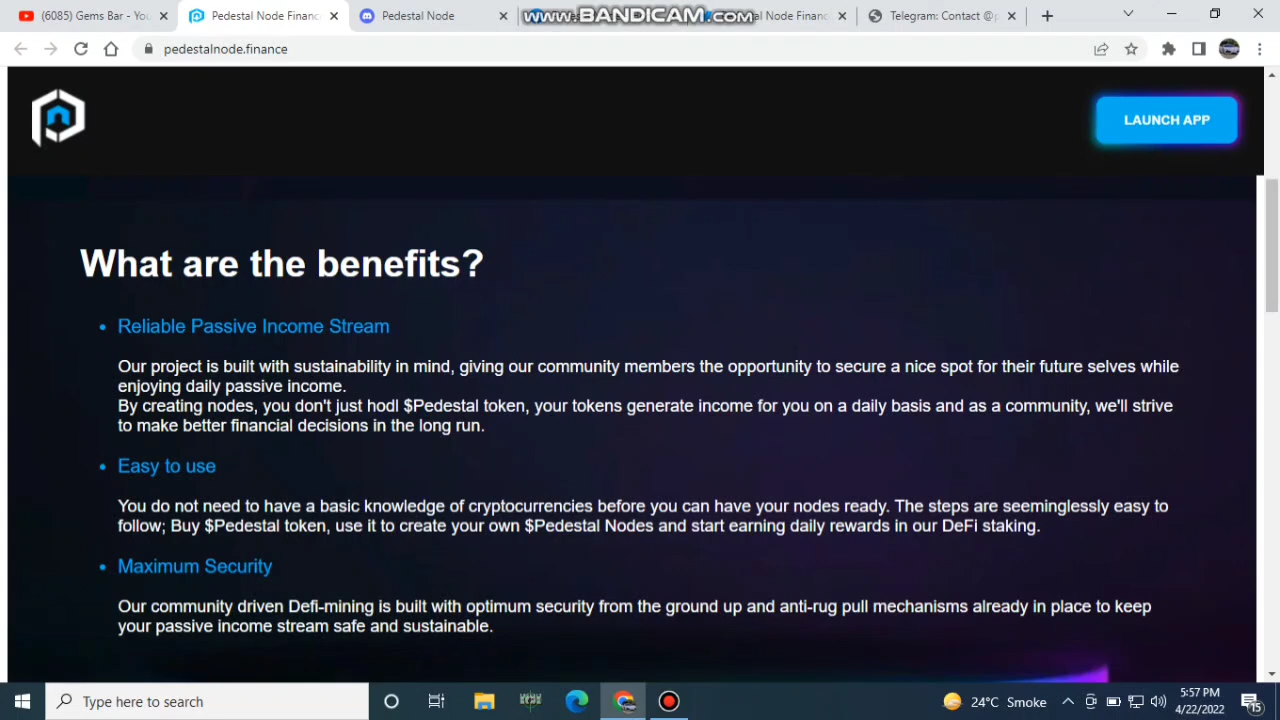 (6085) Gems Bar - You
Pedestal Node Financ
Pedestal Node
www.BANDICAM.com
Node Financ
Telegram: Contact @p
pedestalnode.finance
LAUNCH APP
What are the benefits?
Reliable Passive Income Stream
Our project is built with sustainability in mind, giving our community members the opportunity to secure a nice spot for their future selves while
enjoying daily passive income.
By creating nodes, you don't just hodl $Pedestal token, your tokens generate income for you on a daily basis and as a community, we'll strive
to make better financial decisions in the long run.
Easy to use
You do not need to have a basic knowledge of cryptocurrencies before you can have your nodes ready. The steps are seeminglessly easy to
follow; Buy $Pedestal token, use it to create your own $Pedestal Nodes and start earning daily rewards in our DeFi staking.
Maximum Security
Our community driven Defi-mining is built with optimum security from the ground up and anti-rug pull mechanisms already in place to keep
your passive income stream safe and sustainable.
Type here to search
24°C Smoke
5:57 PM
4/22/2022
15